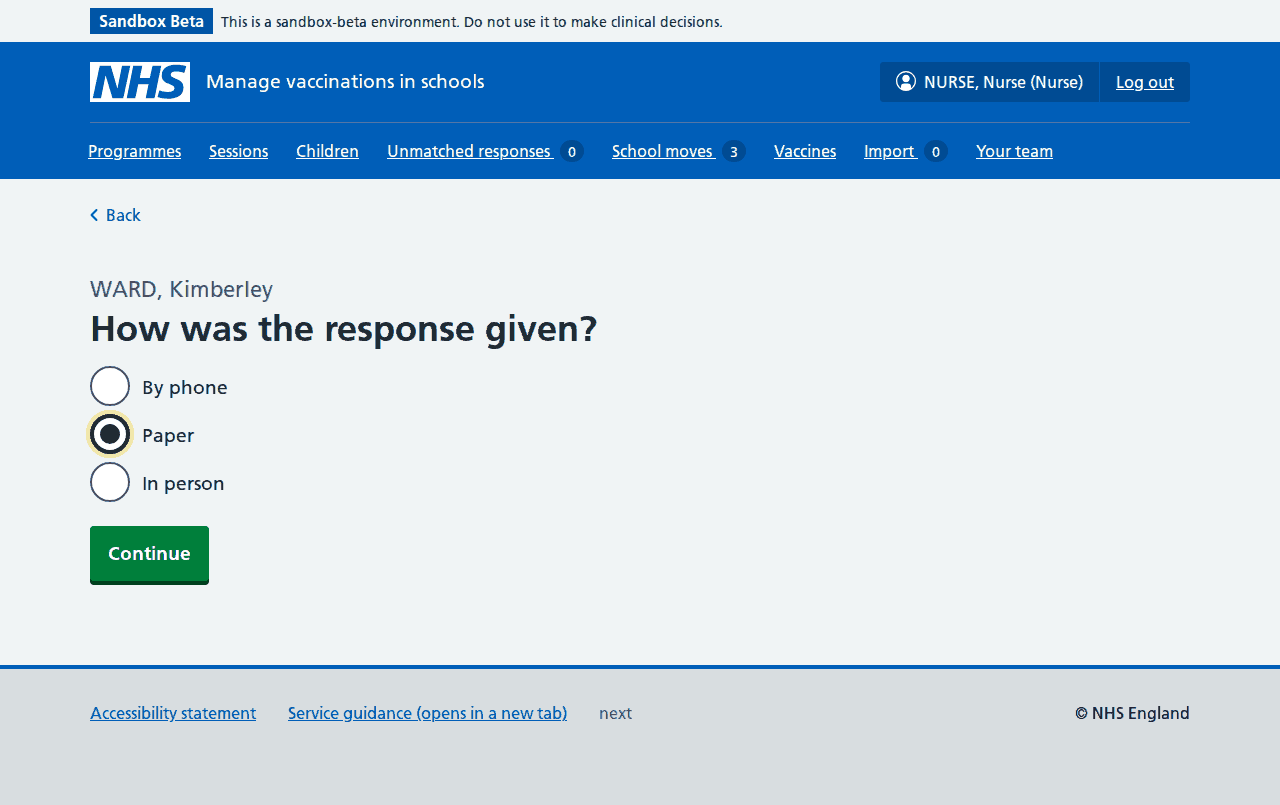 Sandbox Beta This is a sandbox-beta environment. Do not use it to make clinical decisions.
NHS Manage vaccinations in schools NURSE, Nurse (Nurse) Log out
Programmes Sessions Children Unmatched responses 0 School moves 3 Vaccines Import 0 Your team
Back
WARD, Kimberley
How was the response given?
By phone
Paper
In person
Continue
Accessibility statement Service guidance (opens in a new tab) next © NHS England